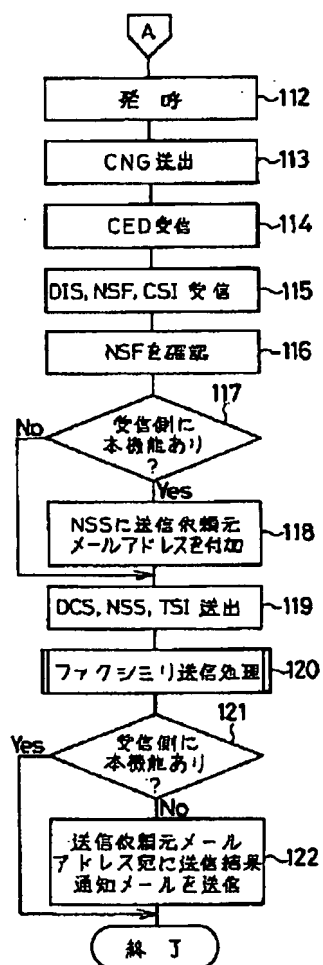 A
発呼
112
CNG送出
113
CED受信
114
DIS, NSF, CSI 受信
115
NSFを確認
116
117
No
受信側に
本機能あり
?
Yes
NSSに送信依頼元
メールアドレスを付加
118
DCS, NSS, TSI 送出
119
ファクシミリ送信処理
120
121
Yes
受信側に
本機能あり
?
No
送信依頼元メール
アドレス宛に送信結果
通知メールを送信
122
終了